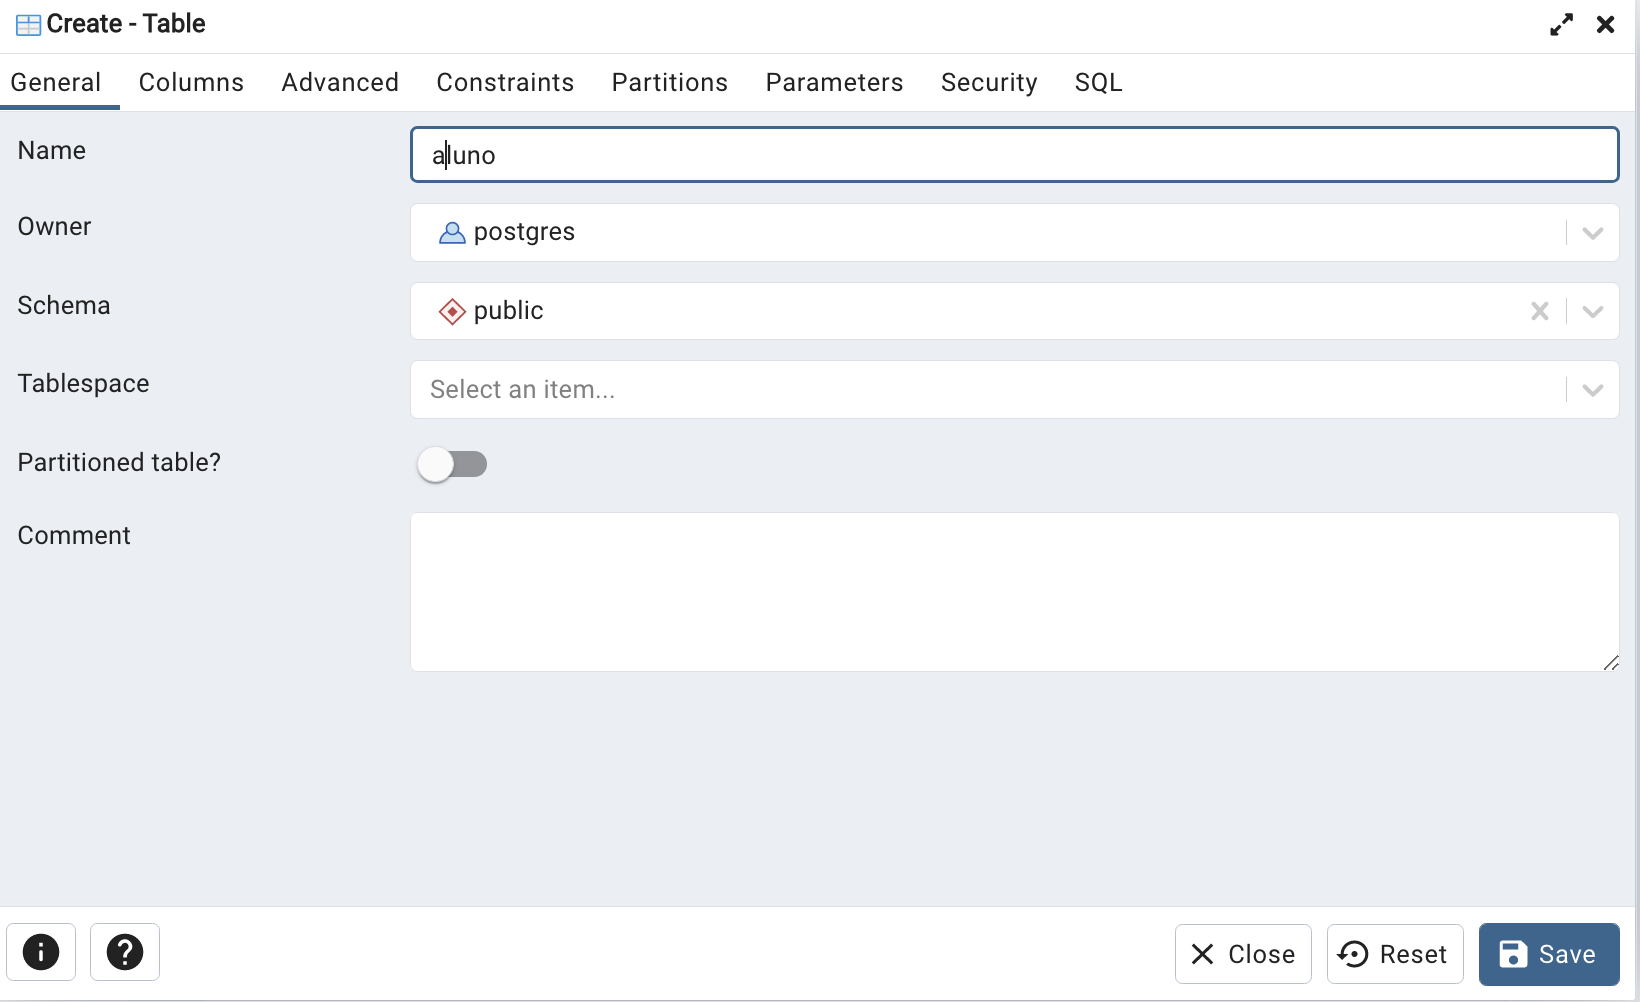 Create - Table
General Columns Advanced Constraints Partitions Parameters Security SQL
Name aluno
Owner postgres
Schema public
Tablespace Select an item...
Partitioned table?
Comment
Close Reset Save